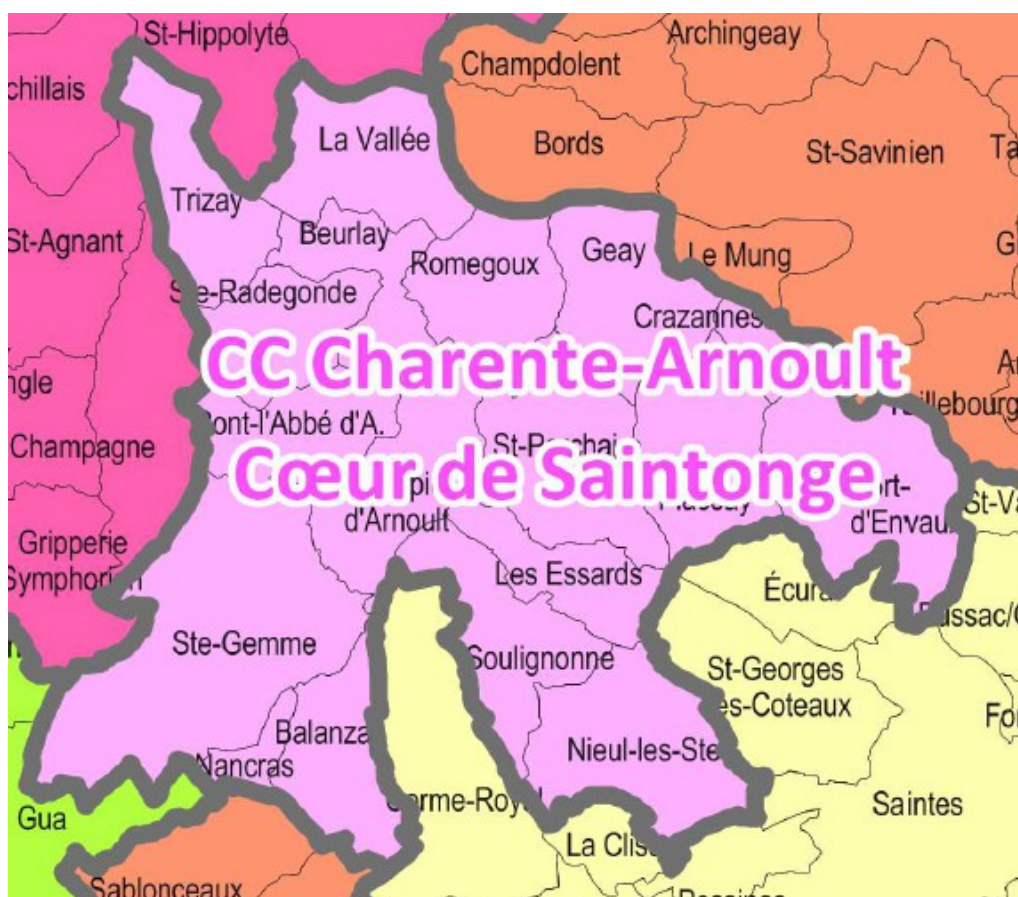 St-Hippolyte
Archingeay
Champdolent
chillais
La Vallée
Bords
St-Savinien
Trizay
St-Agnant
Beurlay
Geay
Le Mung
Romegoux
Ste-Radegonde
Crazannes
CC Charente-Arnoult
Pont-l'Abbé d'A.
Champagne
Cœur de Saintonge
d'Arnoult
d'Envaux
Gripperie
Les Essards
Ste-Gemme
Soulignonne
St-Georges
es-Coteaux
Balanza
Nieul-les-Ste
Nancras
Gua
Saintes
La Clis
Sablonceaux